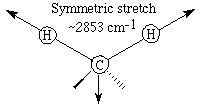 Symmetric stretch
~2853 cm-1
H H
C